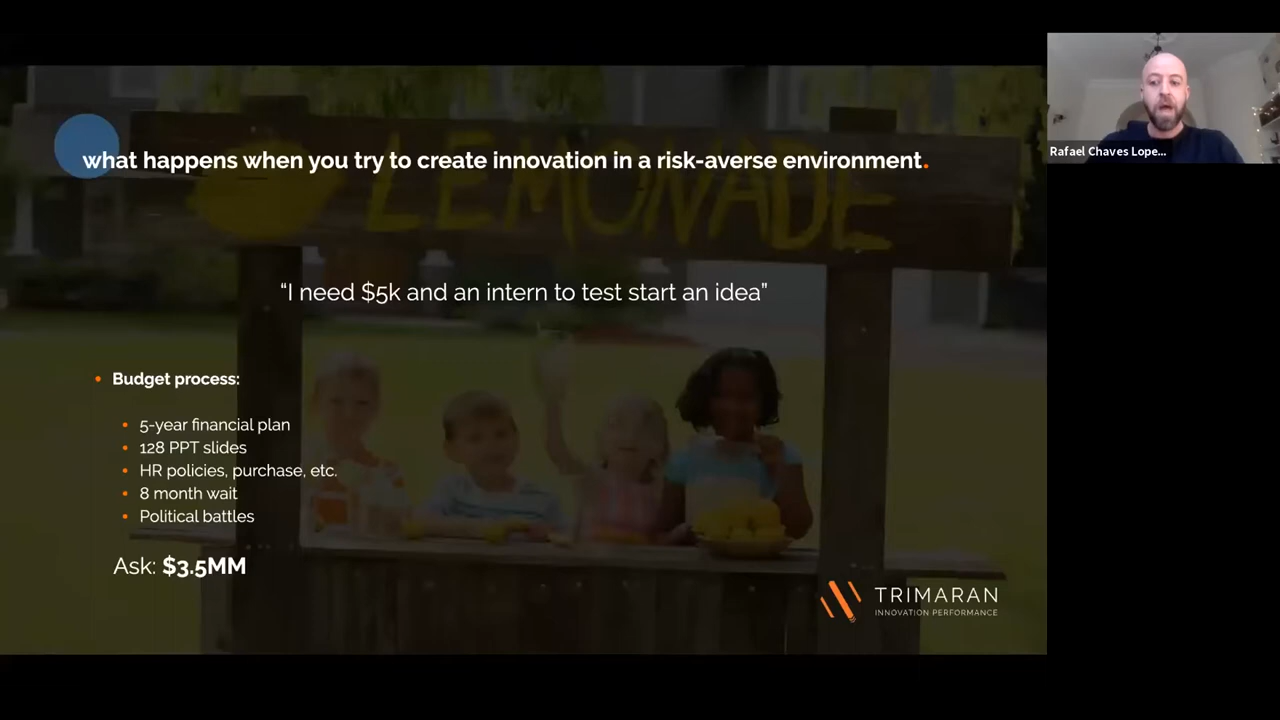 what happens when you try to create innovation in a risk-averse environment.
LEMONADE
“I need $5k and an intern to test start an idea”
• Budget process:
• 5-year financial plan
• 128 PPT slides
• HR policies, purchase, etc.
• 8 month wait
• Political battles
Ask: $3.5MM
TRIMARAN
INNOVATION PERFORMANCE
Rafael Chaves Lope...